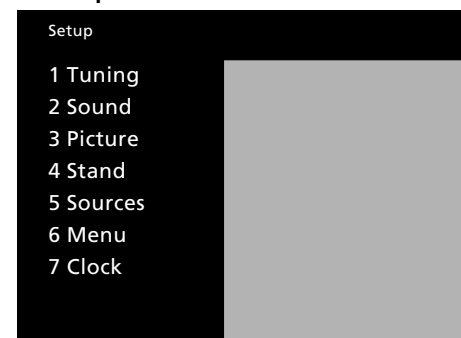 Setup
1 Tuning
2 Sound
3 Picture
4 Stand
5 Sources
6 Menu
7 Clock